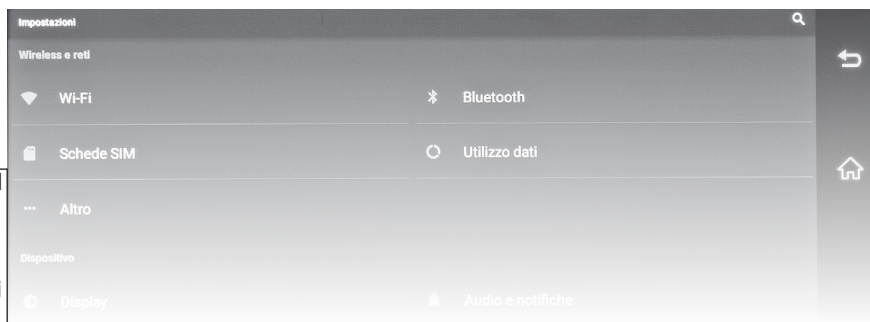 Impostazioni
Wireless e reti
Wi-Fi
Bluetooth
Schede SIM
Utilizzo dati
Altro
Dispositivo
Display
Audio e notifiche